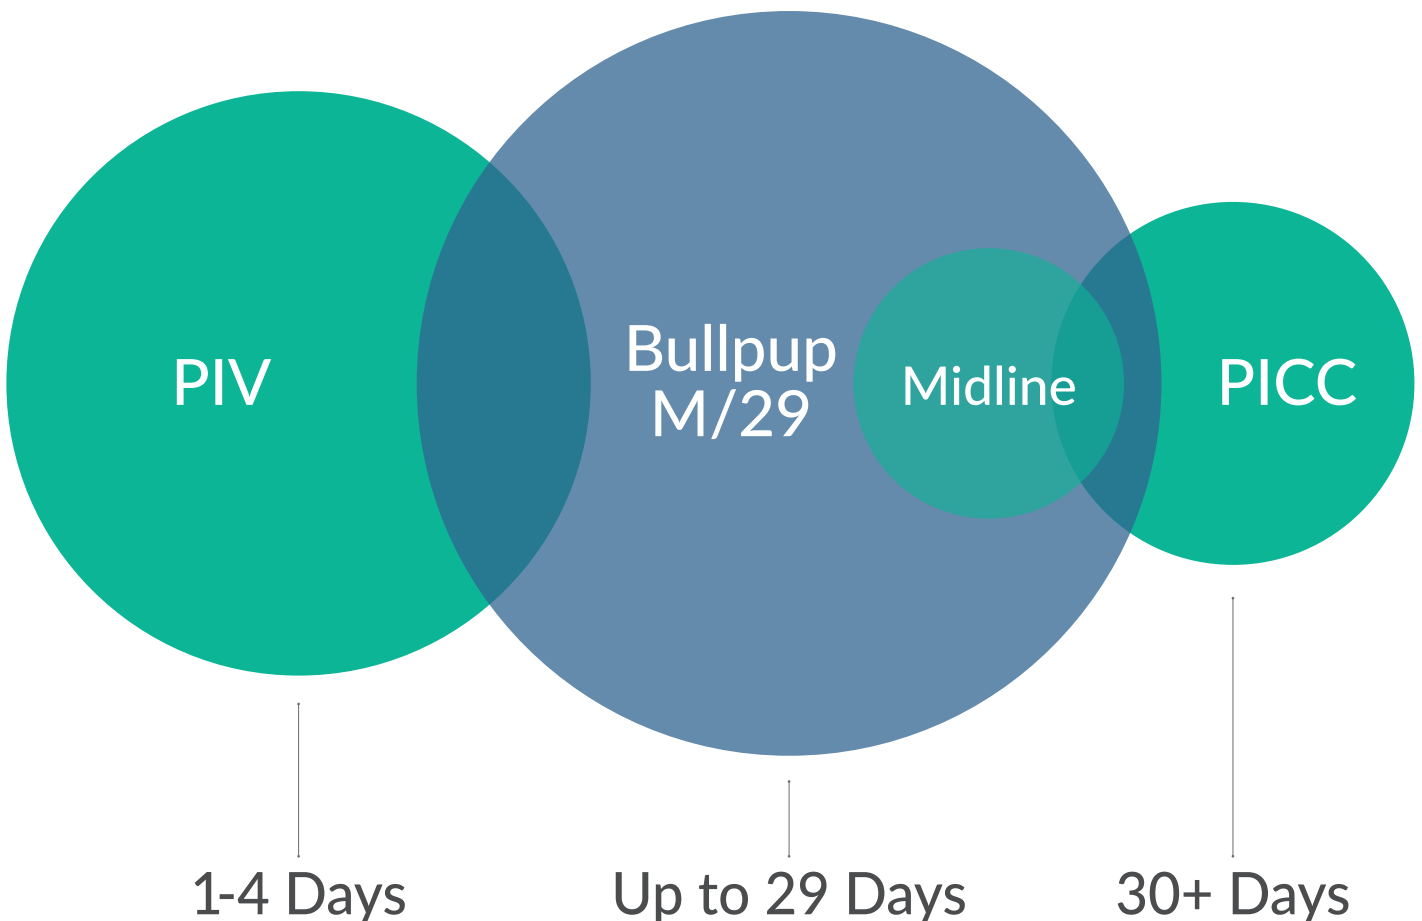 PIV
Bullpup
M/29
Midline
PICC
1-4 Days
Up to 29 Days
30+ Days